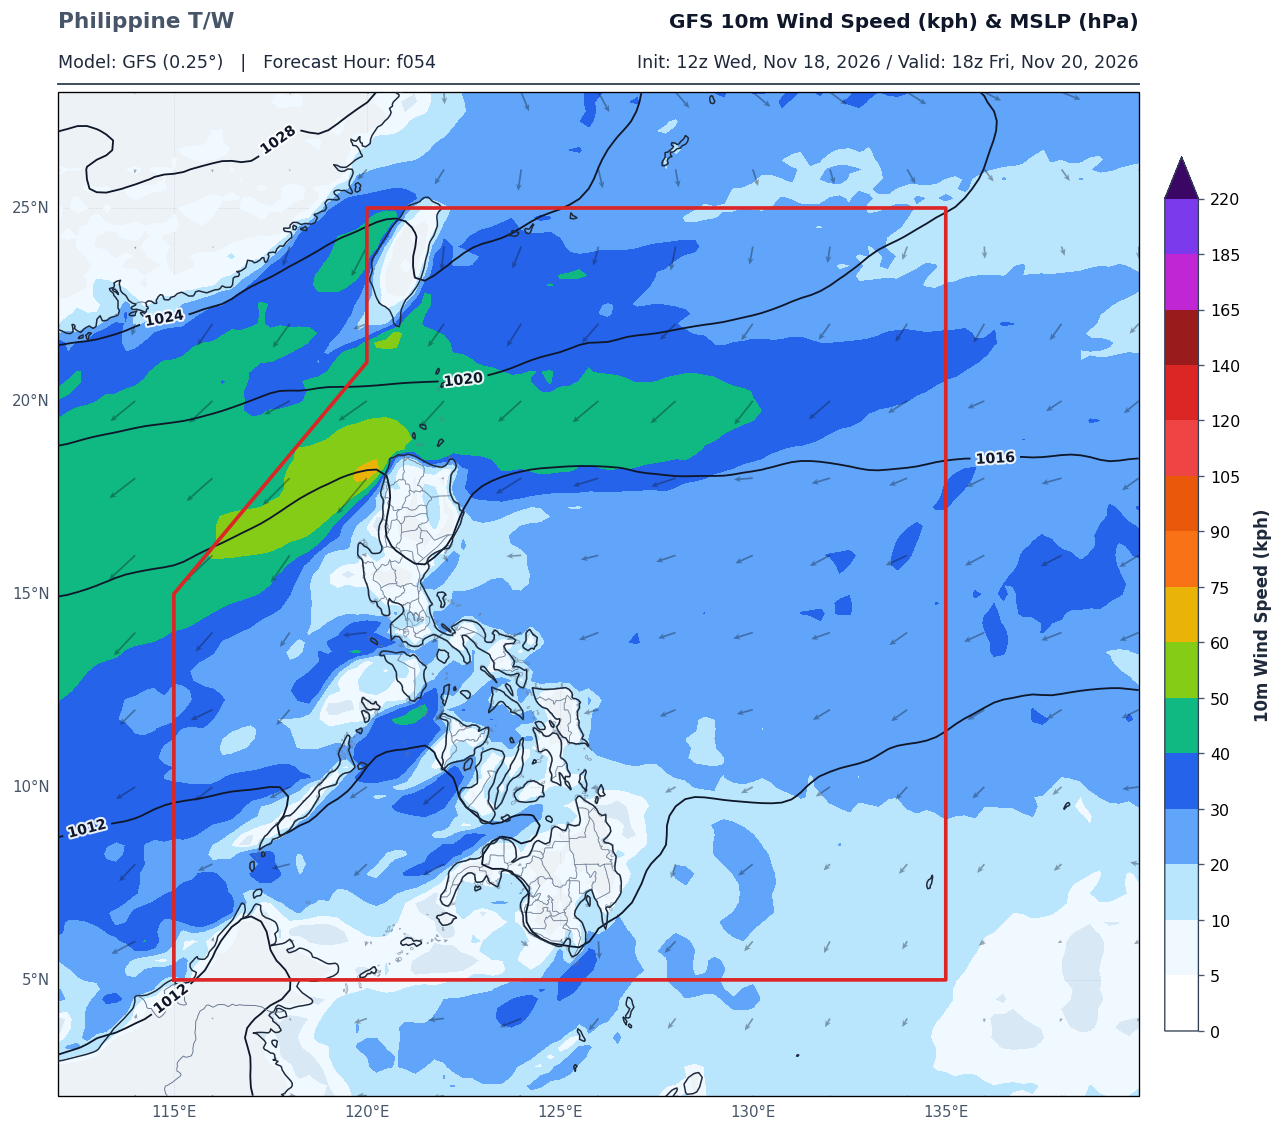 Philippine T/W
GFS 10m Wind Speed (kph) & MSLP (hPa)
Model: GFS (0.25°) | Forecast Hour: f054
Init: 12z Wed, Nov 18, 2026 / Valid: 18z Fri, Nov 20, 2026
1028
1024
1020
1016
1012
1012
25°N
20°N
15°N
10°N
5°N
115°E
120°E
125°E
130°E
135°E
220
185
165
140
120
105
90
75
60
50
40
30
20
10
5
0
10m Wind Speed (kph)